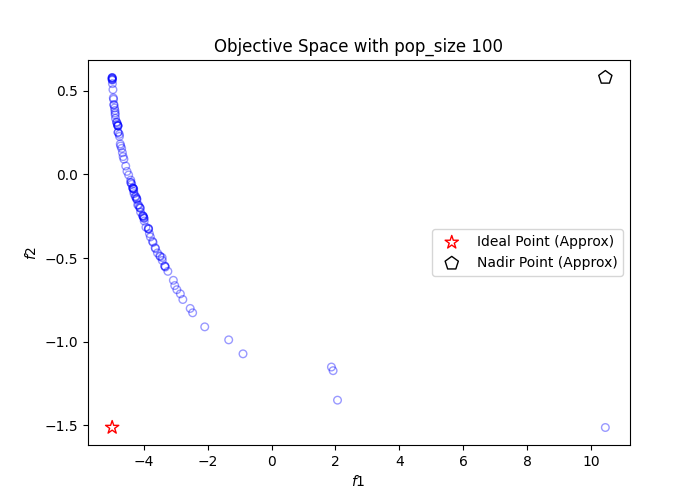 Objective Space with pop_size 100
0.5
0.0
−0.5
−1.0
−1.5
f2
Ideal Point (Approx)
Nadir Point (Approx)
−4
−2
0
2
4
6
8
10
f1